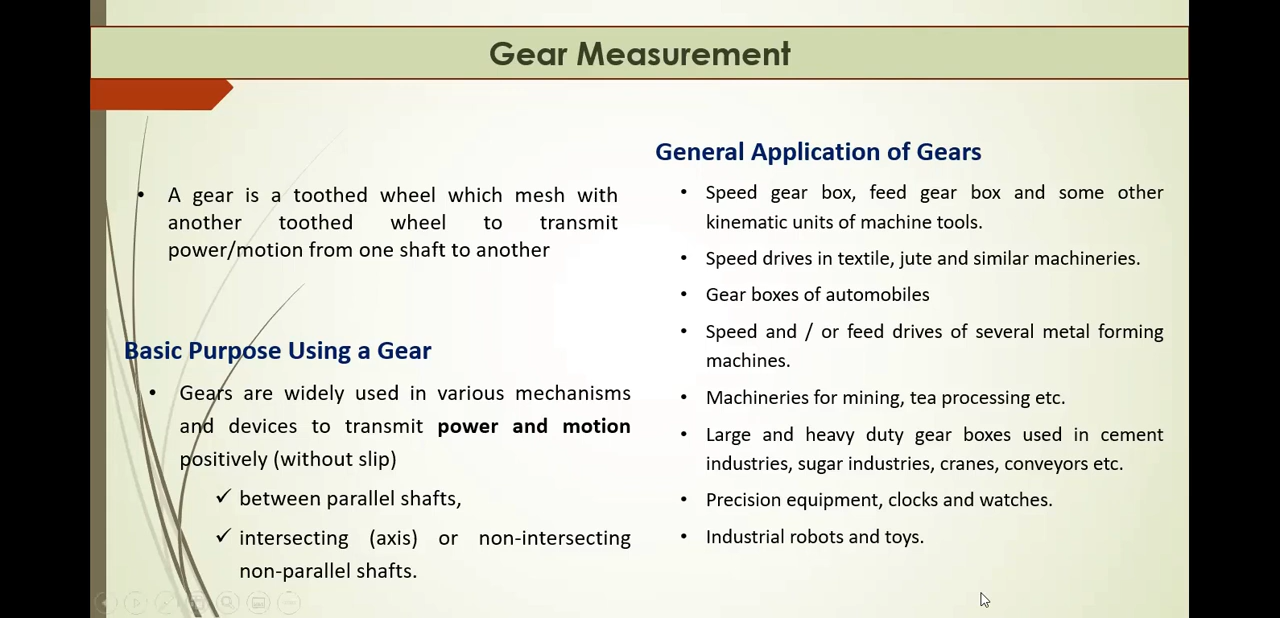 Gear Measurement
• A gear is a toothed wheel which mesh with
another toothed wheel to transmit
power/motion from one shaft to another
Basic Purpose Using a Gear
• Gears are widely used in various mechanisms
and devices to transmit power and motion
positively (without slip)
✓ between parallel shafts,
✓ intersecting (axis) or non-intersecting
non-parallel shafts.
General Application of Gears
• Speed gear box, feed gear box and some other
kinematic units of machine tools.
• Speed drives in textile, jute and similar machineries.
• Gear boxes of automobiles
• Speed and / or feed drives of several metal forming
machines.
• Machineries for mining, tea processing etc.
• Large and heavy duty gear boxes used in cement
industries, sugar industries, cranes, conveyors etc.
• Precision equipment, clocks and watches.
• Industrial robots and toys.